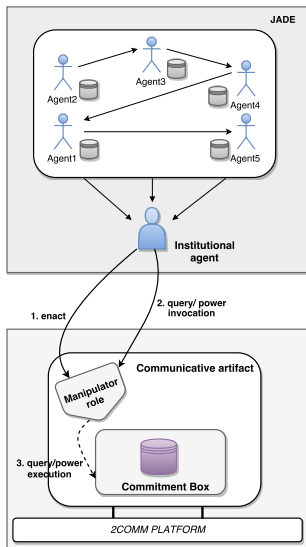 JADE
Agent3
Agent2
Agent4
Agent1
Agent5
Institutional
agent
1. enact
2. query/ power
invocation
Communicative artifact
Manipulator
role
3. query/power
execution
Commitment Box
2COMM PLATFORM